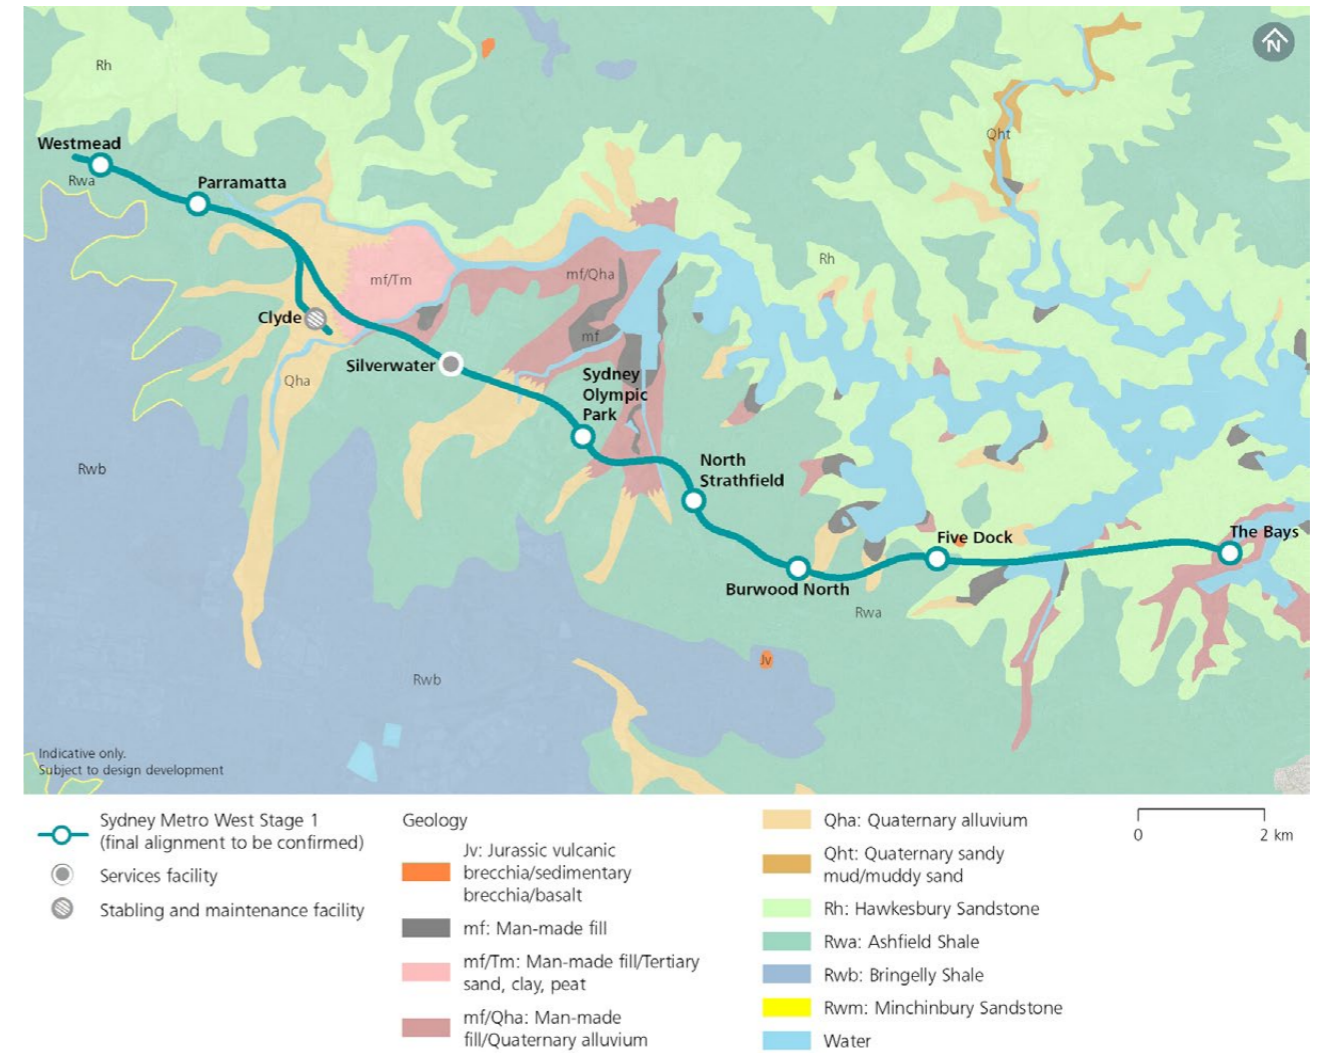 N
Rh
Westmead
Rwa
Parramatta
Qht
Rh
mf/Qha
mf/Tm
Clyde
mf
Silverwater
Qha
Sydney
Olympic
Park
Rwb
North
Strathfield
The Bays
Five Dock
Burwood North
Rwa
Jv
Rwb
Indicative only.
Subject to design development
Sydney Metro West Stage 1
(final alignment to be confirmed)
Services facility
Stabling and maintenance facility
Geology
Jv: Jurassic vulcanic
brecchia/sedimentary
brecchia/basalt
mf: Man-made fill
mf/Tm: Man-made fill/Tertiary
sand, clay, peat
mf/Qha: Man-made
fill/Quaternary alluvium
Qha: Quaternary alluvium
Qht: Quaternary sandy
mud/muddy sand
Rh: Hawkesbury Sandstone
Rwa: Ashfield Shale
Rwb: Bringelly Shale
Rwm: Minchinbury Sandstone
Water
0 2 km